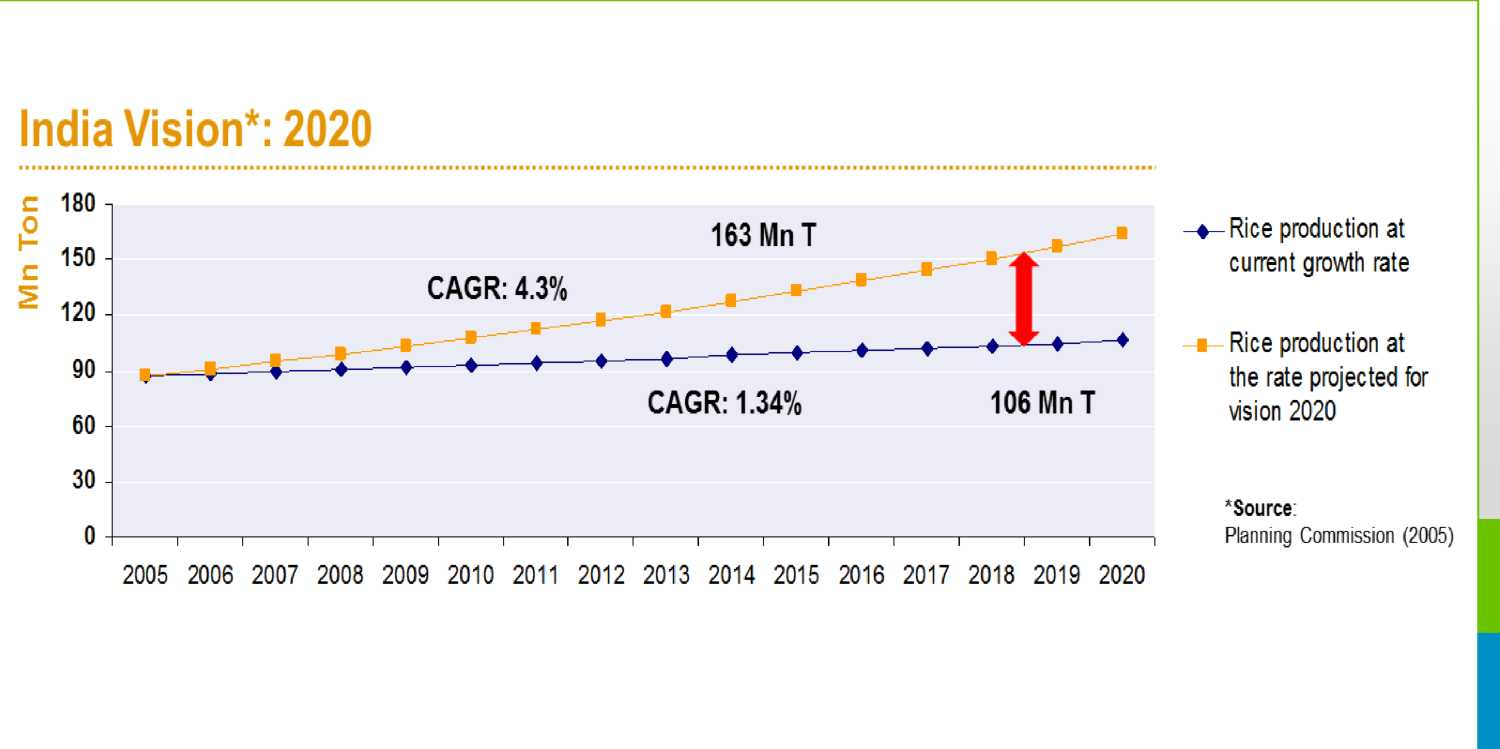 India Vision*: 2020
Mn Ton
180
150
120
90
60
30
0
163 Mn T
CAGR: 4.3%
CAGR: 1.34%
106 Mn T
2005 2006 2007 2008 2009 2010 2011 2012 2013 2014 2015 2016 2017 2018 2019 2020
Rice production at
current growth rate
Rice production at
the rate projected for
vision 2020
*Source:
Planning Commission (2005)